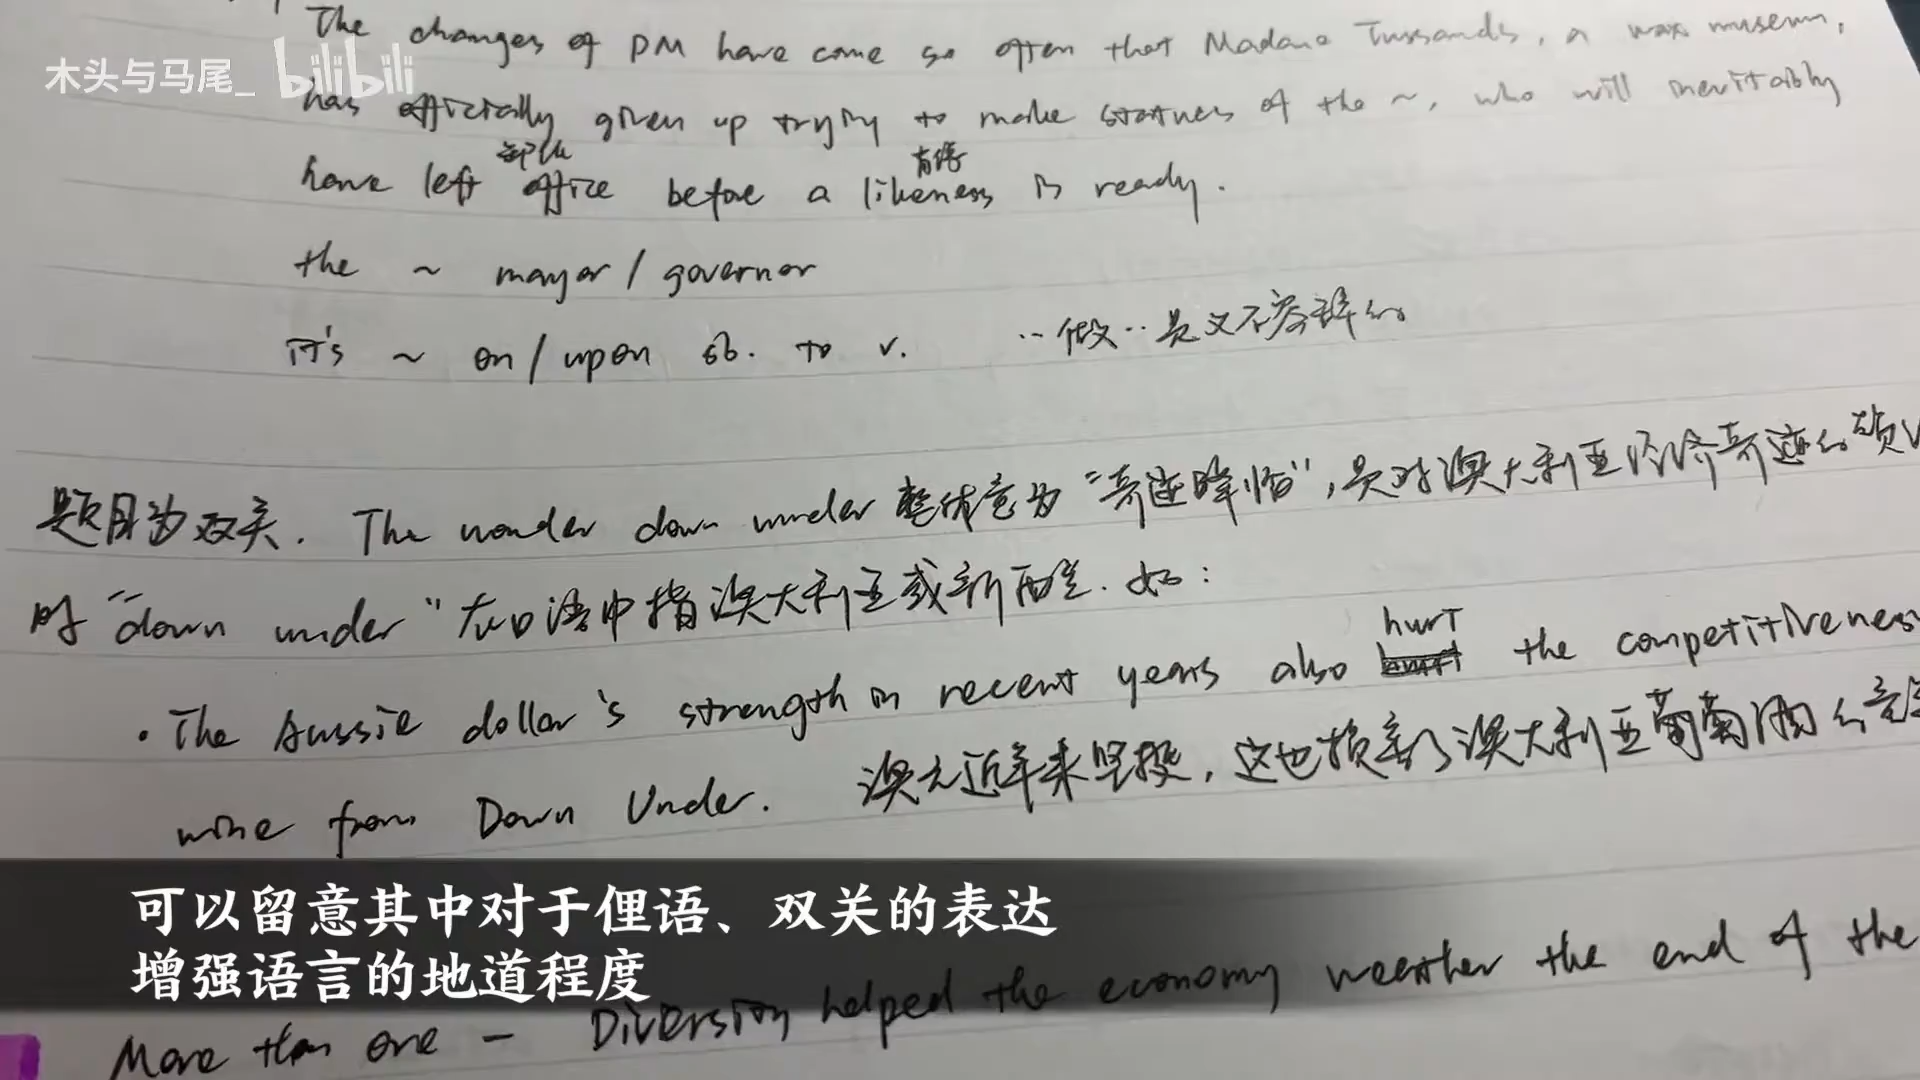 The changes of PM have come so often that Madame Tussands, a wax museum,
木头与马尾_ bilibili
has officially given up trying to make statues of the ~, who will inevitably
卸任 肖像
have left office before a likeness is ready.
the ~ mayor / governor
it's ~ on / upon sb. to v. ··做··是义不容辞的
题目为双关. The wonder down under 整体意为 "奇迹降临", 是对澳大利亚经济奇迹的
时 "down under" 在口语中指澳大利亚或新西兰. 如:
hurt
· The Aussie dollar's strength in recent years also the competitiveness
wine from Down Under. 澳元近年来坚挺, 这也损害了澳大利亚葡萄酒的竞
可以留意其中对于俚语、双关的表达
增强语言的地道程度
More than one – Diversion helped the economy weather the end of the